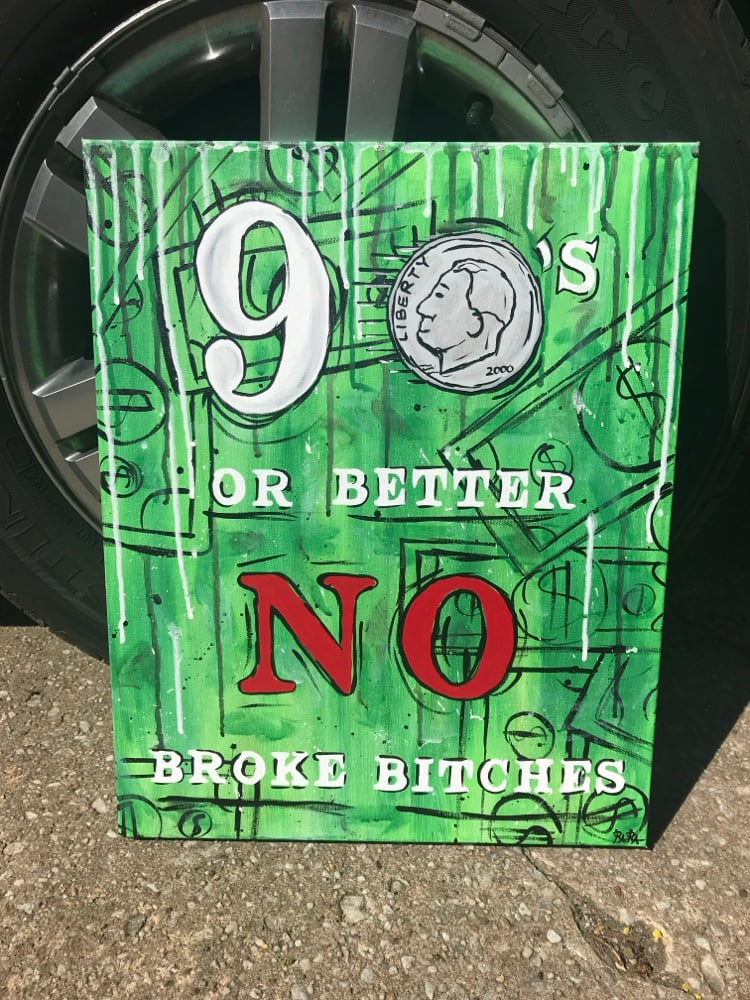 9 'S
LIBERTY
2000
OR BETTER
NO
BROKE BITCHES